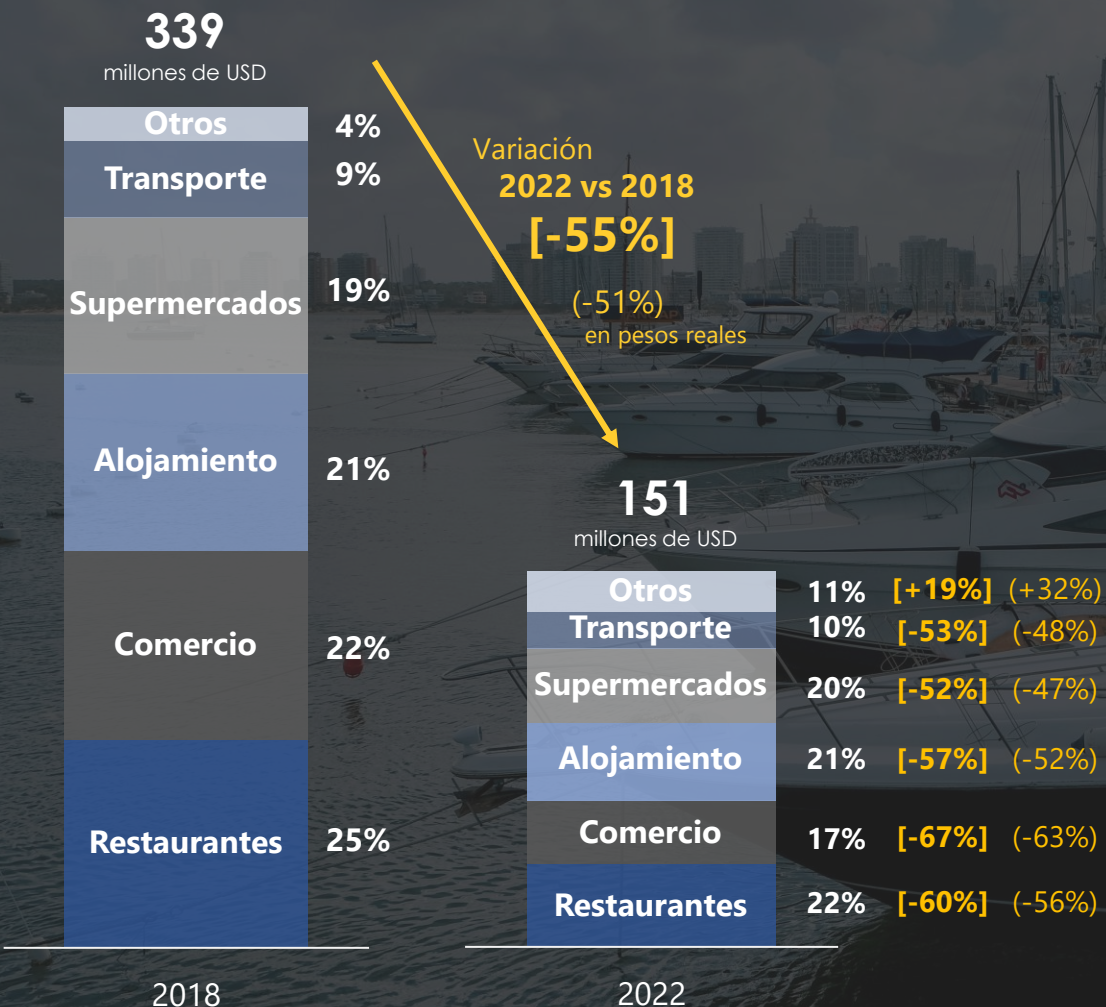 339
millones de USD
Otros 4%
Transporte 9%
Supermercados 19%
Alojamiento 21%
Comercio 22%
Restaurantes 25%
2018
Variación
2022 vs 2018
[-55%]
(-51%)
en pesos reales
151
millones de USD
Otros 11% [+19%] (+32%)
Transporte 10% [-53%] (-48%)
Supermercados 20% [-52%] (-47%)
Alojamiento 21% [-57%] (-52%)
Comercio 17% [-67%] (-63%)
Restaurantes 22% [-60%] (-56%)
2022